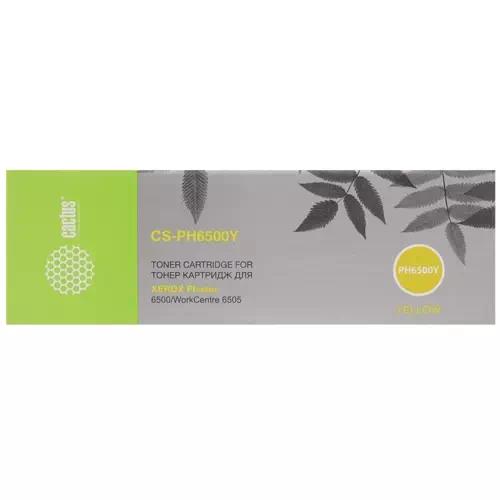 cactus
CS-PH6500Y
TONER CARTRIDGE FOR
ТОНЕР КАРТРИДЖ ДЛЯ
XEROX Phaser
6500/WorkCentre 6505
PH6500Y
YELLOW